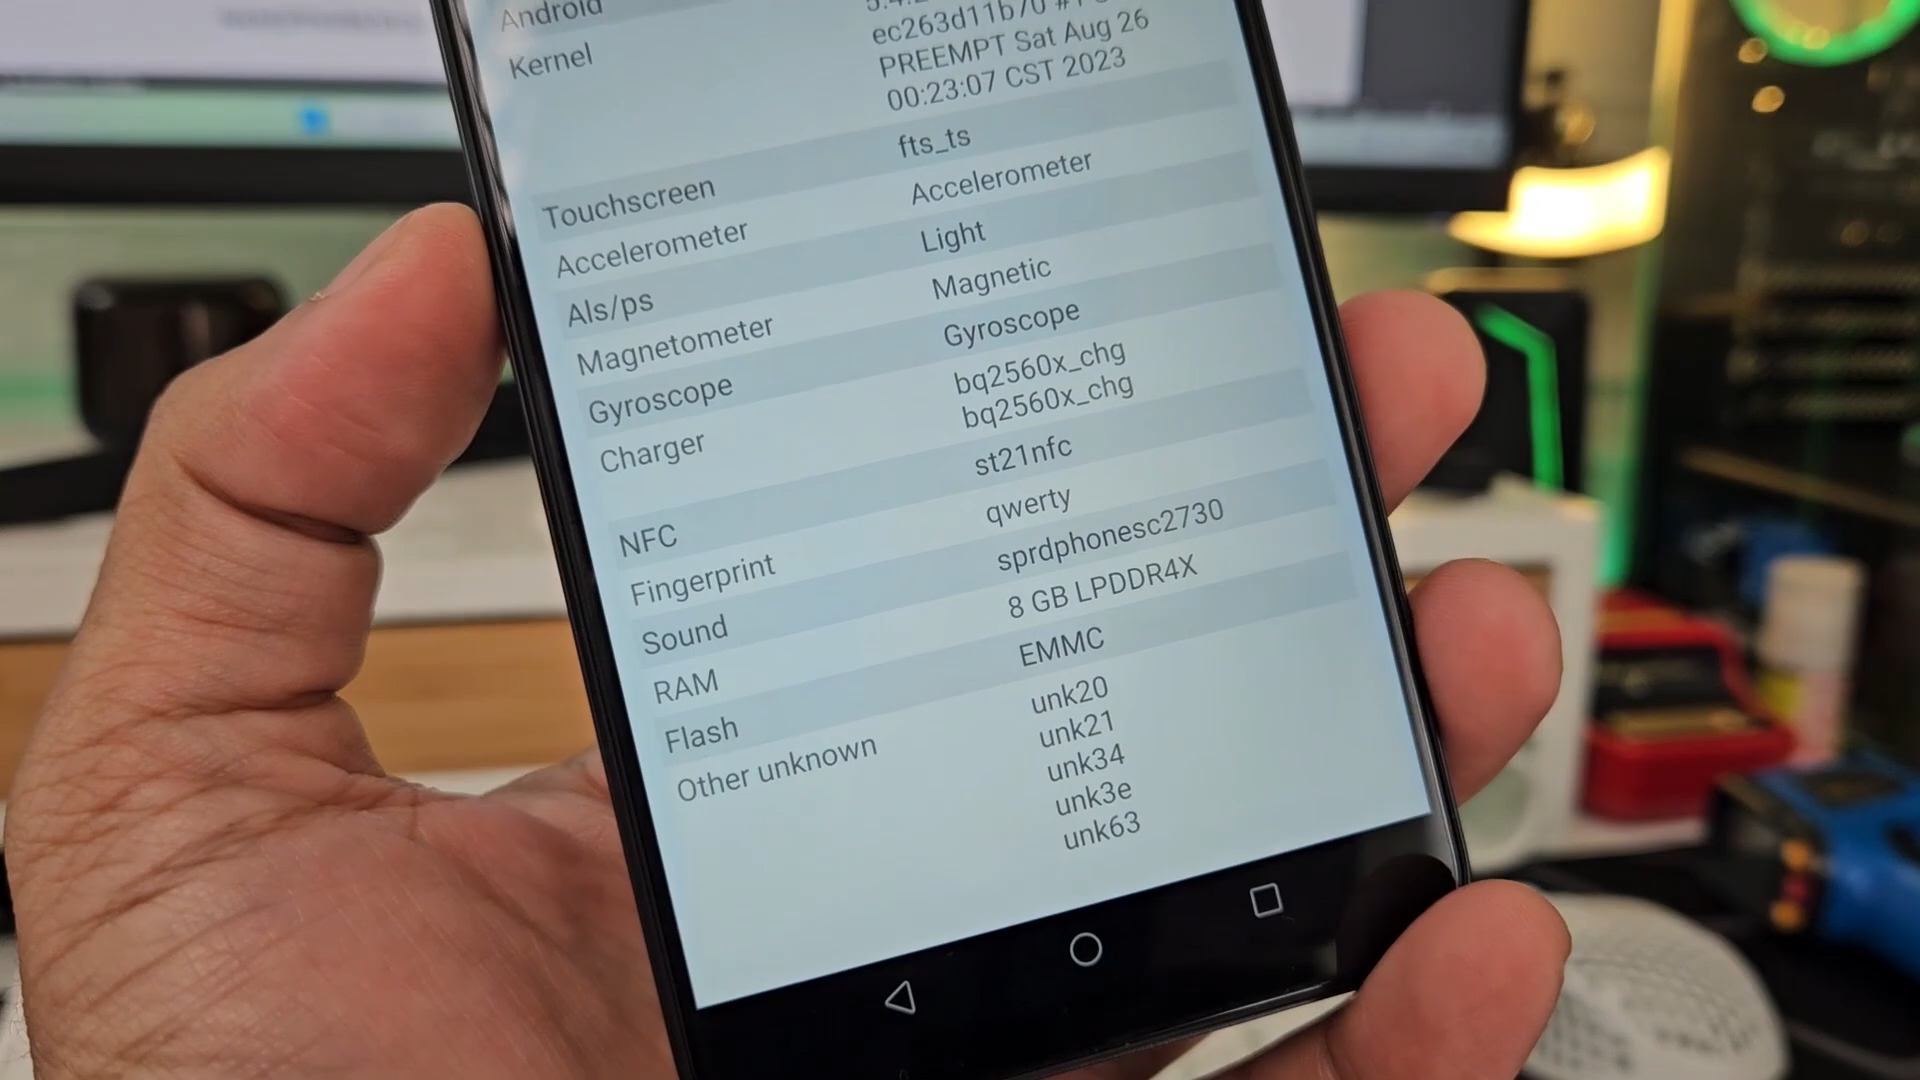 Android
Kernel
ec263d11b70
PREEMPT Sat Aug 26
00:23:07 CST 2023
Touchscreen fts_ts
Accelerometer Accelerometer
Als/ps Light
Magnetometer Magnetic
Gyroscope Gyroscope
Charger bq2560x_chg
bq2560x_chg
NFC st21nfc
Fingerprint qwerty
Sound sprdphonesc2730
RAM 8 GB LPDDR4X
Flash EMMC
Other unknown unk20
unk21
unk34
unk3e
unk63